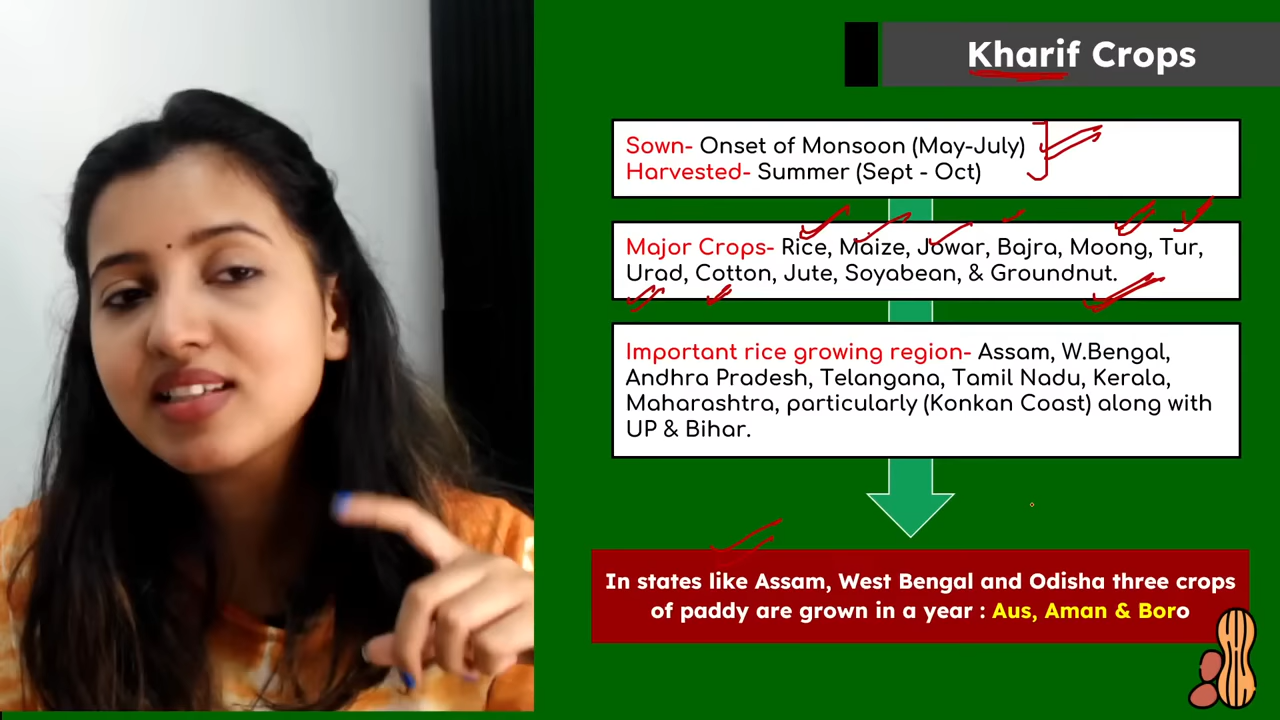 Kharif Crops
Sown- Onset of Monsoon (May-July)
Harvested- Summer (Sept - Oct)
Major Crops- Rice, Maize, Jowar, Bajra, Moong, Tur,
Urad, Cotton, Jute, Soyabean, & Groundnut.
Important rice growing region- Assam, W.Bengal,
Andhra Pradesh, Telangana, Tamil Nadu, Kerala,
Maharashtra, particularly (Konkan Coast) along with
UP & Bihar.
In states like Assam, West Bengal and Odisha three crops
of paddy are grown in a year : Aus, Aman & Boro